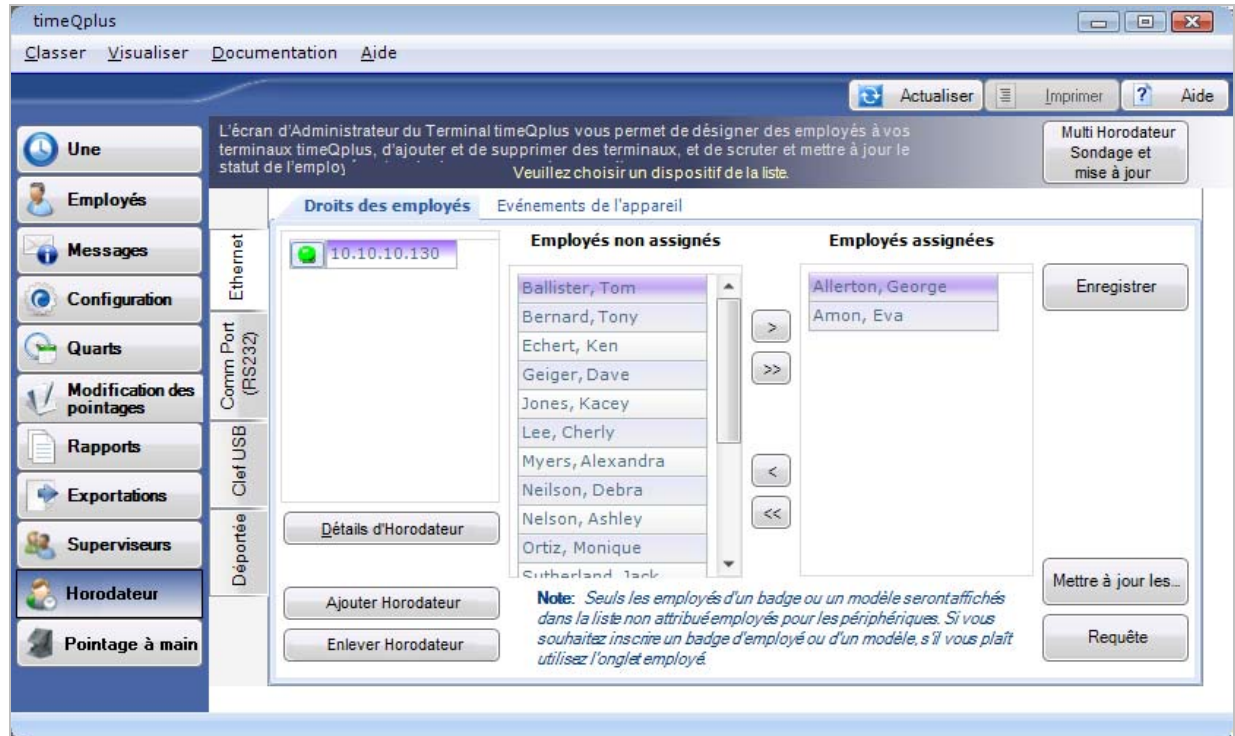 timeQplus
Classer Visualiser Documentation Aide
Actualiser Imprimer Aide
L'écran d'Administrateur du Terminal timeQplus vous permet de désigner des employés à vos
terminaux timeQplus, d'ajouter et de supprimer des terminaux, et de scruter et mettre à jour le
statut de l'employ
Veuillez choisir un dispositif de la liste.
Multi Horodateur
Sondage et
mise à jour
Une
Employés
Messages
Configuration
Quarts
Modification des
pointages
Rapports
Exportations
Superviseurs
Horodateur
Pointage à main
Droits des employés Evénements de l'appareil
Ethernet
Comm Port
(RS232)
Clef USB
Déportée
10.10.10.130
Détails d'Horodateur
Ajouter Horodateur
Enlever Horodateur
Employés non assignés
Ballister, Tom
Bernard, Tony
Echert, Ken
Geiger, Dave
Jones, Kacey
Lee, Cherly
Myers, Alexandra
Neilson, Debra
Nelson, Ashley
Ortiz, Monique
Sutherland, Jack
>
>>
<
<<
Employés assignées
Allerton, George
Amon, Eva
Enregistrer
Mettre à jour les...
Requête
Note: Seuls les employés d'un badge ou un modèle serontaffichés
dans la liste non attribué employés pour les périphériques. Si vous
souhaitez inscrire un badge d'employé ou d'un modèle, s'il vous plaît
utilisez l'onglet employé.